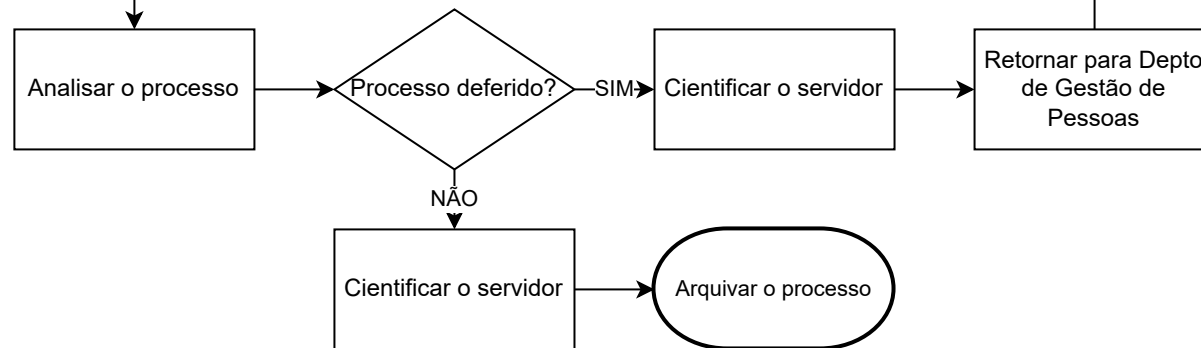 Analisar o processo
Processo deferido?
SIM
Cientificar o servidor
Retornar para Depto
de Gestão de
Pessoas
NÃO
Cientificar o servidor
Arquivar o processo